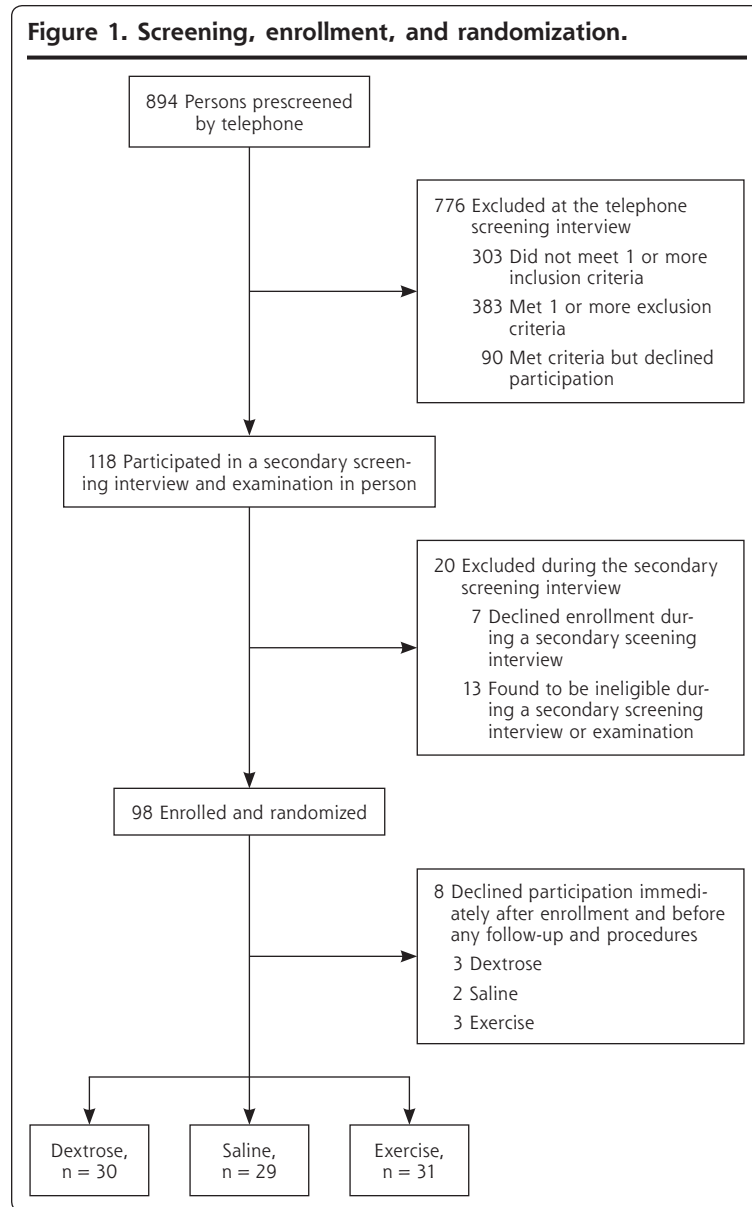 Figure 1. Screening, enrollment, and randomization.
894 Persons prescreened
by telephone
776 Excluded at the telephone
screening interview
303 Did not meet 1 or more
inclusion criteria
383 Met 1 or more exclusion
criteria
90 Met criteria but declined
participation
118 Participated in a secondary screen-
ing interview and examination in person
20 Excluded during the secondary
screening interview
7 Declined enrollment dur-
ing a secondary sceening
interview
13 Found to be ineligible dur-
ing a secondary screening
interview or examination
98 Enrolled and randomized
8 Declined participation immedi-
ately after enrollment and before
any follow-up and procedures
3 Dextrose
2 Saline
3 Exercise
Dextrose,
n = 30
Saline,
n = 29
Exercise,
n = 31